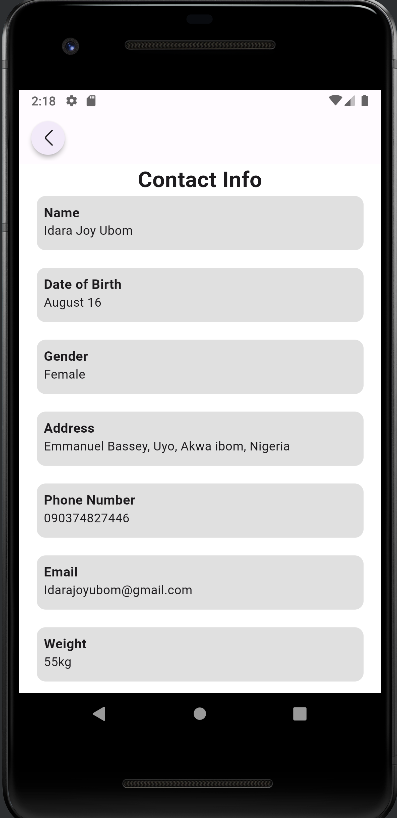 2:18
Contact Info
Name
Idara Joy Ubom
Date of Birth
August 16
Gender
Female
Address
Emmanuel Bassey, Uyo, Akwa ibom, Nigeria
Phone Number
090374827446
Email
Idarajoyubom@gmail.com
Weight
55kg